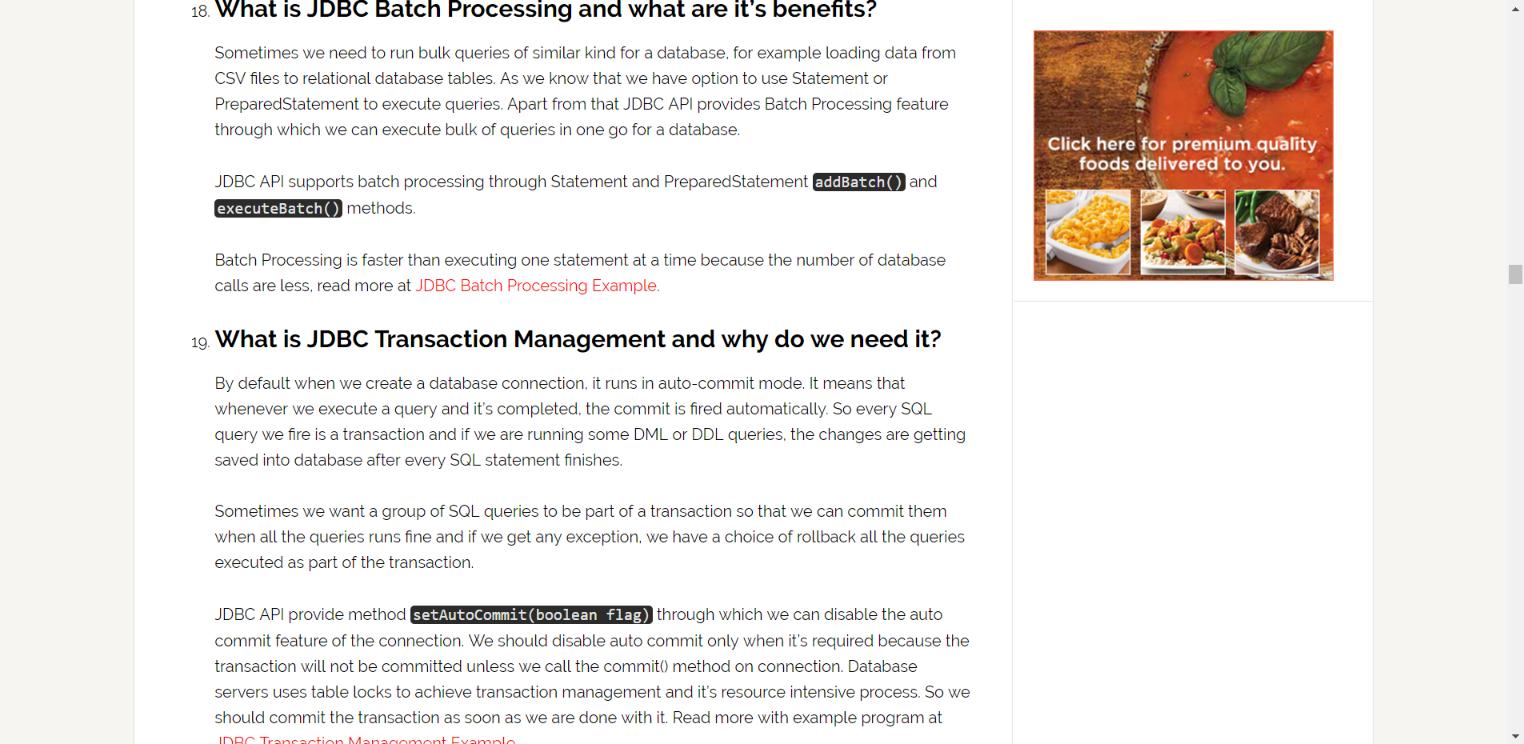 18. What is JDBC Batch Processing and what are it’s benefits?
Sometimes we need to run bulk queries of similar kind for a database, for example loading data from
CSV files to relational database tables. As we know that we have option to use Statement or
PreparedStatement to execute queries. Apart from that JDBC API provides Batch Processing feature
through which we can execute bulk of queries in one go for a database.
JDBC API supports batch processing through Statement and PreparedStatement addBatch() and
executeBatch() methods.
Batch Processing is faster than executing one statement at a time because the number of database
calls are less, read more at JDBC Batch Processing Example.
19. What is JDBC Transaction Management and why do we need it?
By default when we create a database connection, it runs in auto-commit mode. It means that
whenever we execute a query and it’s completed, the commit is fired automatically. So every SQL
query we fire is a transaction and if we are running some DML or DDL queries, the changes are getting
saved into database after every SQL statement finishes.
Sometimes we want a group of SQL queries to be part of a transaction so that we can commit them
when all the queries runs fine and if we get any exception, we have a choice of rollback all the queries
executed as part of the transaction.
JDBC API provide method setAutoCommit(boolean flag) through which we can disable the auto
commit feature of the connection. We should disable auto commit only when it’s required because the
transaction will not be committed unless we call the commit() method on connection. Database
servers uses table locks to achieve transaction management and it’s resource intensive process. So we
should commit the transaction as soon as we are done with it. Read more with example program at
JDBC Transaction Management Example.
Click here for premium quality
foods delivered to you.